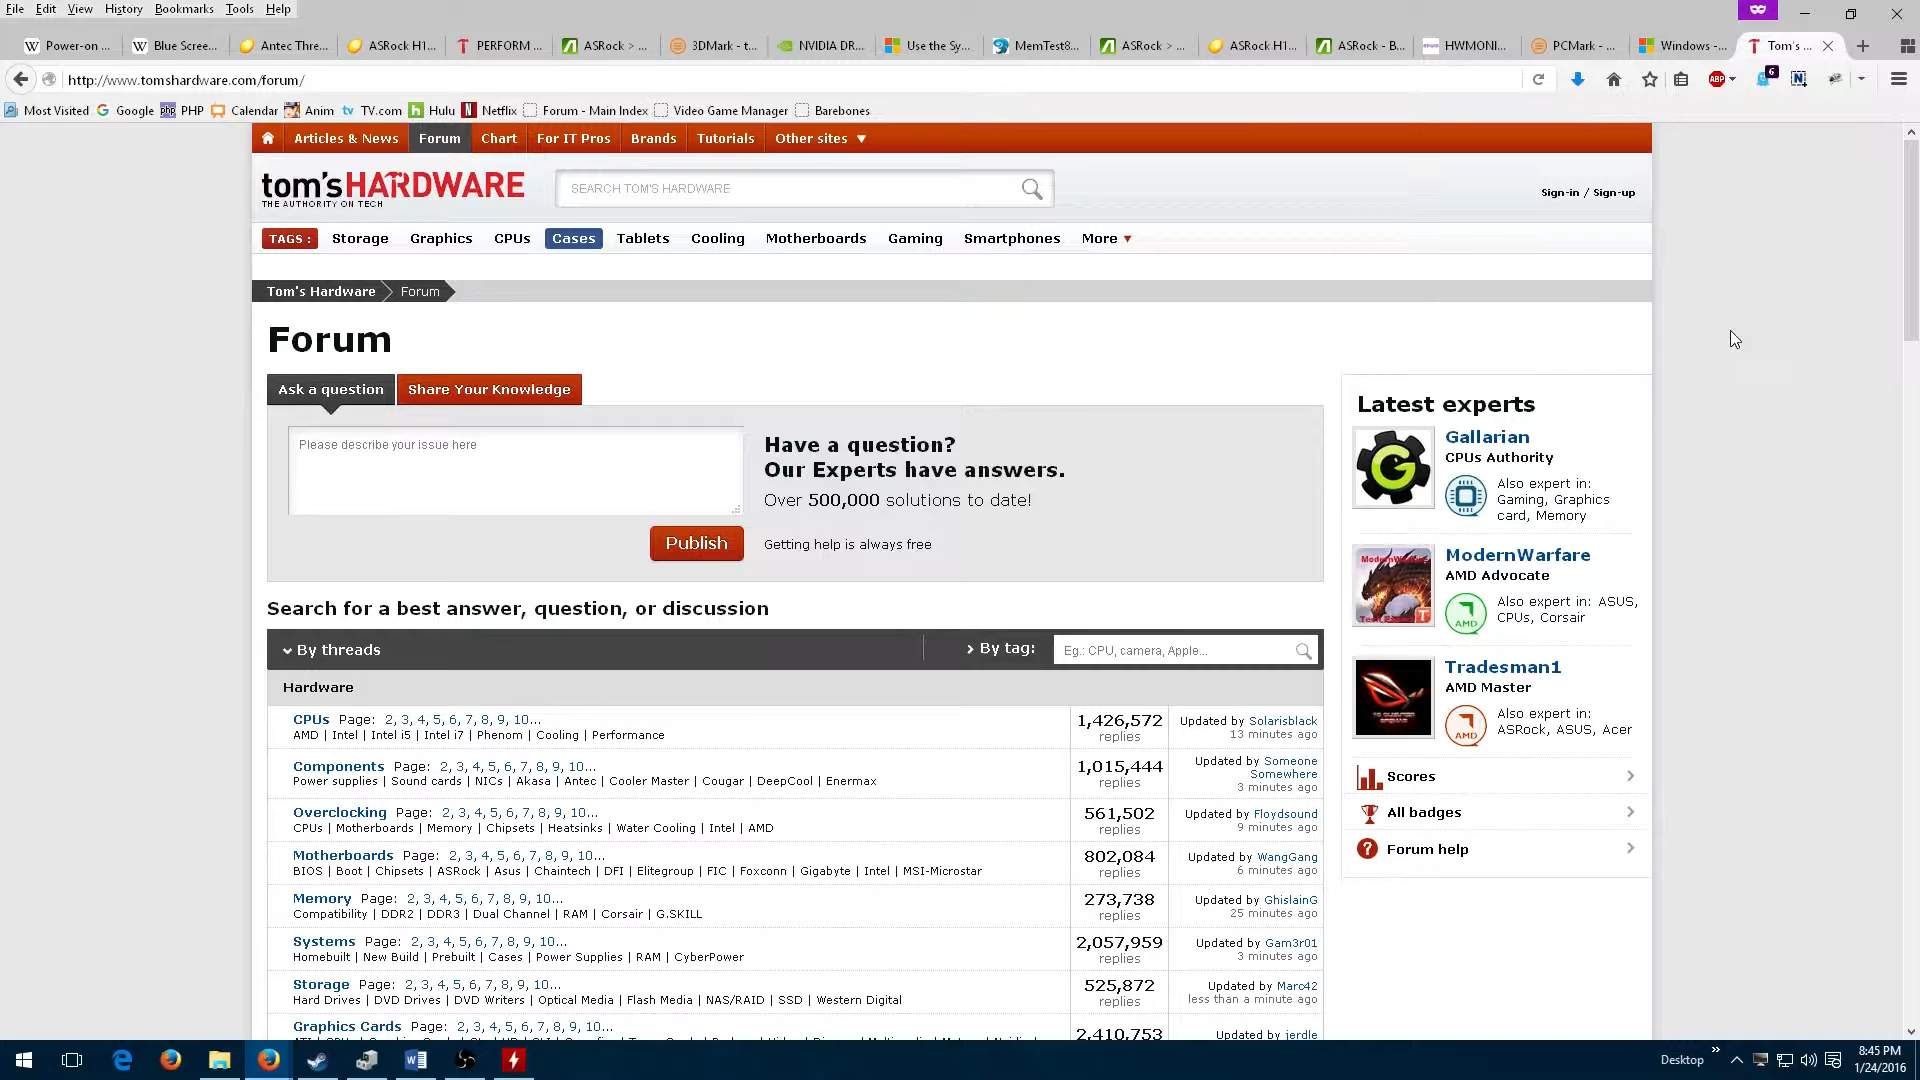 File Edit View History Bookmarks Tools Help
Power-on ... Blue Scree... Antec Thre... ASRock H1... PERFORM ... ASRock > ... 3DMark - t... NVIDIA DR... Use the Sy... MemTest8... ASRock > ... ASRock H1... ASRock - B... HWMONI... PCMark - ... Windows -... Tom's ...
http://www.tomshardware.com/forum/ ABP 6
Most Visited Google PHP Calendar Anim TV.com Hulu Netflix Forum - Main Index Video Game Manager Barebones
Articles & News Forum Chart For IT Pros Brands Tutorials Other sites
tom's HARDWARE
THE AUTHORITY ON TECH
SEARCH TOM'S HARDWARE
Sign-in / Sign-up
TAGS : Storage Graphics CPUs Cases Tablets Cooling Motherboards Gaming Smartphones More
Tom's Hardware Forum
Forum
Ask a question Share Your Knowledge
Please describe your issue here
Have a question?
Our Experts have answers.
Over 500,000 solutions to date!
Publish
Getting help is always free
Search for a best answer, question, or discussion
By threads By tag: Eg.: CPU, camera, Apple...
Hardware
CPUs Page: 2, 3, 4, 5, 6, 7, 8, 9, 10...
AMD | Intel | Intel i5 | Intel i7 | Phenom | Cooling | Performance
1,426,572
replies
Updated by Solarisblack
13 minutes ago
Components Page: 2, 3, 4, 5, 6, 7, 8, 9, 10...
Power supplies | Sound cards | NICs | Akasa | Antec | Cooler Master | Cougar | DeepCool | Enermax
1,015,444
replies
Updated by Someone
Somewhere
3 minutes ago
Overclocking Page: 2, 3, 4, 5, 6, 7, 8, 9, 10...
CPUs | Motherboards | Memory | Chipsets | Heatsinks | Water Cooling | Intel | AMD
561,502
replies
Updated by Floydsound
9 minutes ago
Motherboards Page: 2, 3, 4, 5, 6, 7, 8, 9, 10...
BIOS | Boot | Chipsets | ASRock | Asus | Chaintech | DFI | Elitegroup | FIC | Foxconn | Gigabyte | Intel | MSI-Microstar
802,084
replies
Updated by WangGang
6 minutes ago
Memory Page: 2, 3, 4, 5, 6, 7, 8, 9, 10...
Compatibility | DDR2 | DDR3 | Dual Channel | RAM | Corsair | G.SKILL
273,738
replies
Updated by GhislainG
25 minutes ago
Systems Page: 2, 3, 4, 5, 6, 7, 8, 9, 10...
Homebuilt | New Build | Prebuilt | Cases | Power Supplies | RAM | CyberPower
2,057,959
replies
Updated by Gam3r01
3 minutes ago
Storage Page: 2, 3, 4, 5, 6, 7, 8, 9, 10...
Hard Drives | DVD Drives | DVD Writers | Optical Media | Flash Media | NAS/RAID | SSD | Western Digital
525,872
replies
Updated by Marc42
less than a minute ago
Graphics Cards Page: 2, 3, 4, 5, 6, 7, 8, 9, 10...
2,410,753
Updated by jerdle
Latest experts
Gallarian
CPUs Authority
Also expert in:
Gaming, Graphics
card, Memory
ModernWarfare
AMD Advocate
AMD
Also expert in: ASUS,
CPUs, Corsair
Tradesman1
AMD Master
AMD
Also expert in:
ASRock, ASUS, Acer
Scores
All badges
Forum help
Desktop
8:45 PM
1/24/2016